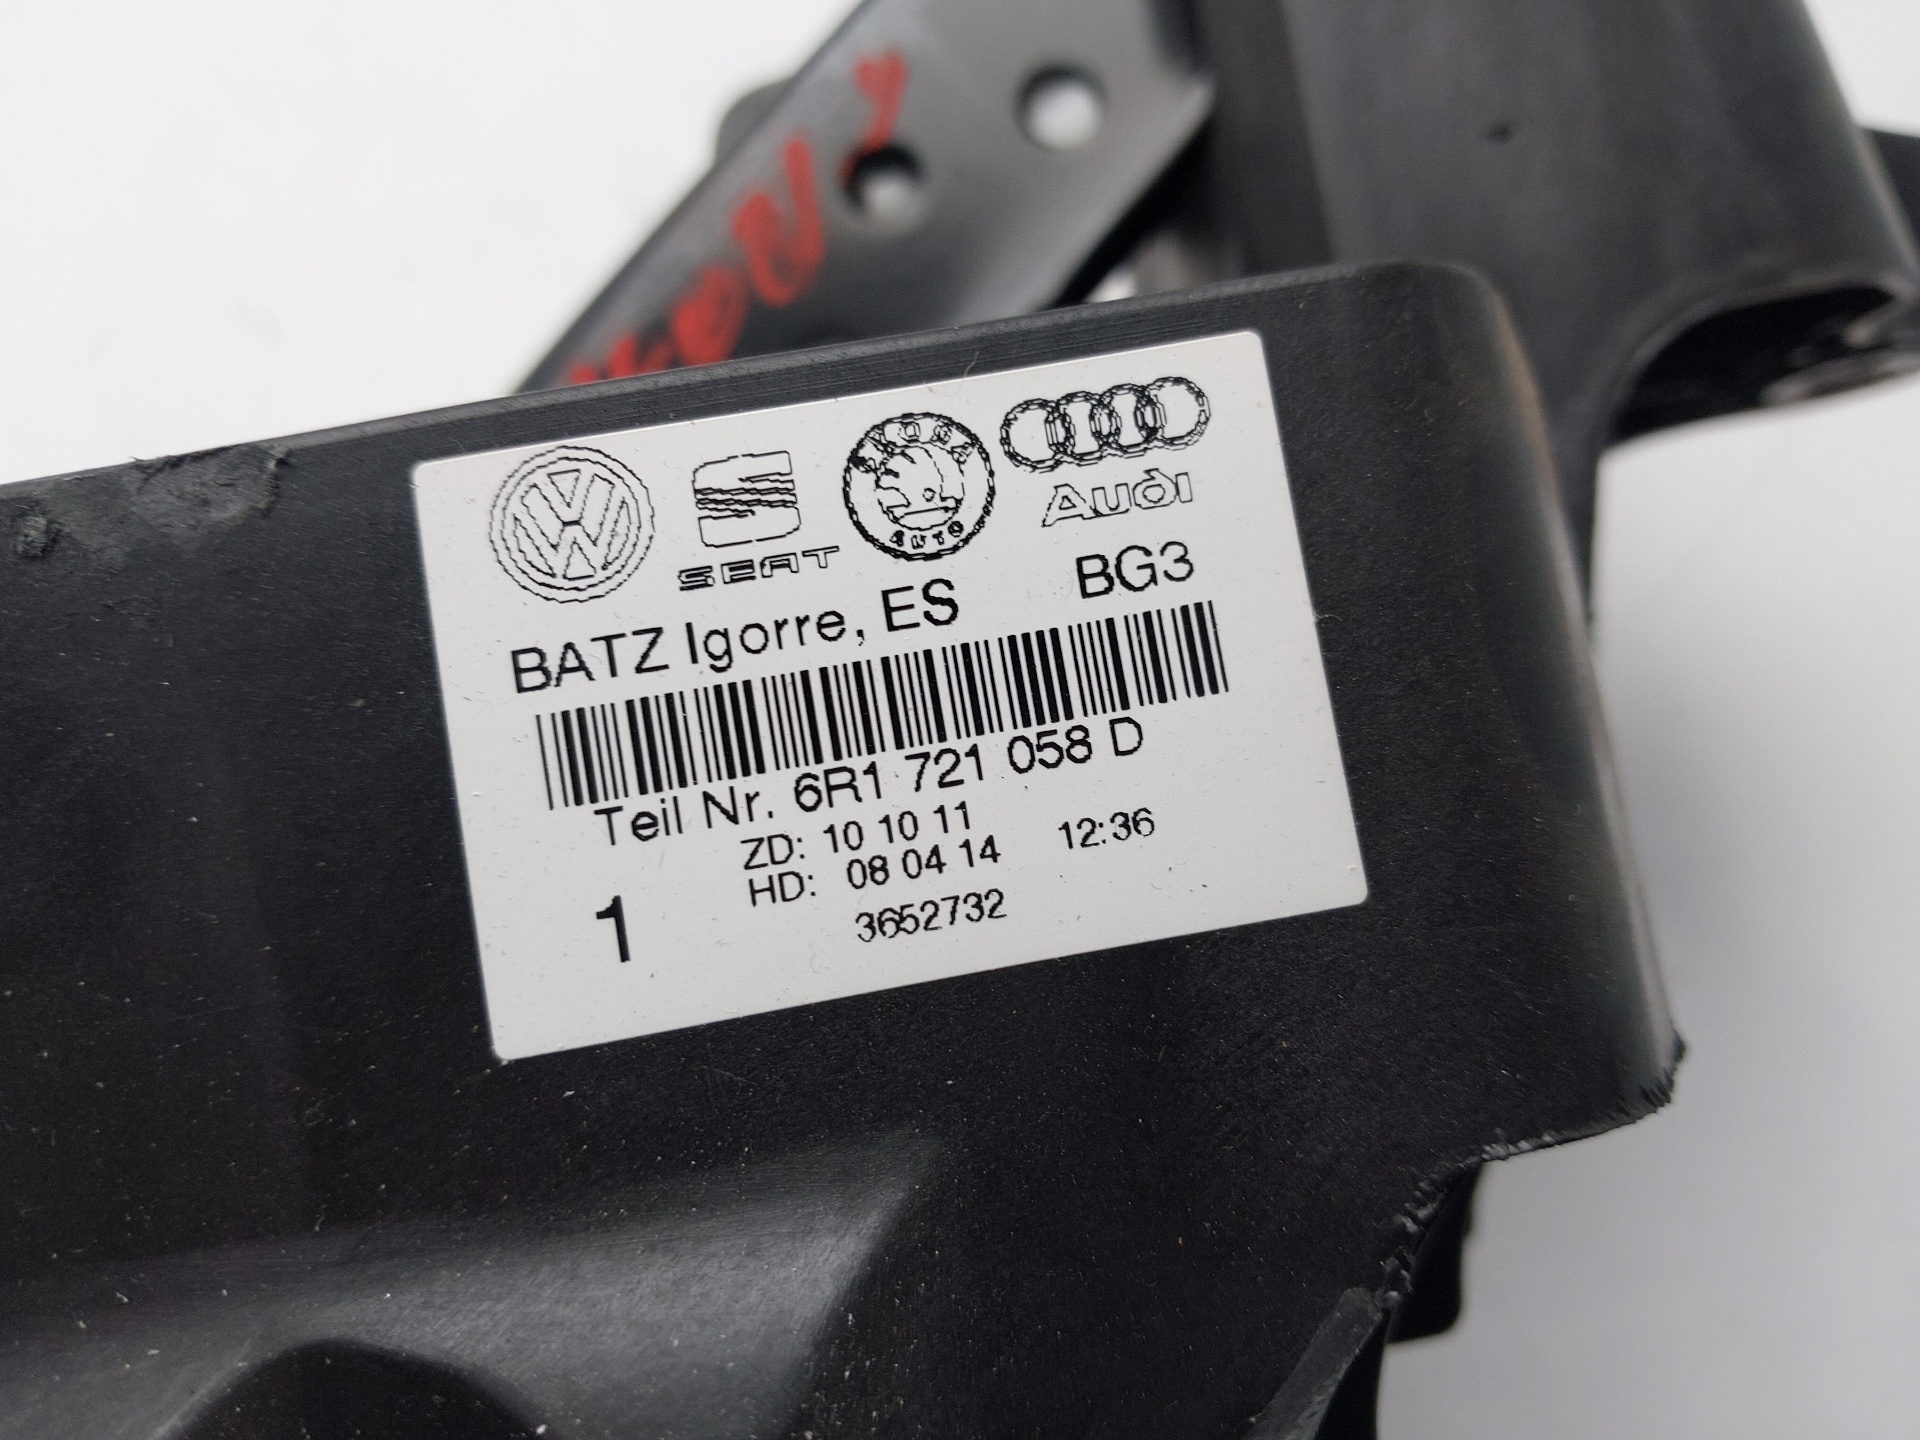 SEAT
AUTO
Audi
BATZ Igorre, ES BG3
Teil Nr. 6R1 721 058 D
ZD: 10 10 11
HD: 08 04 14 12:36
1 3652732